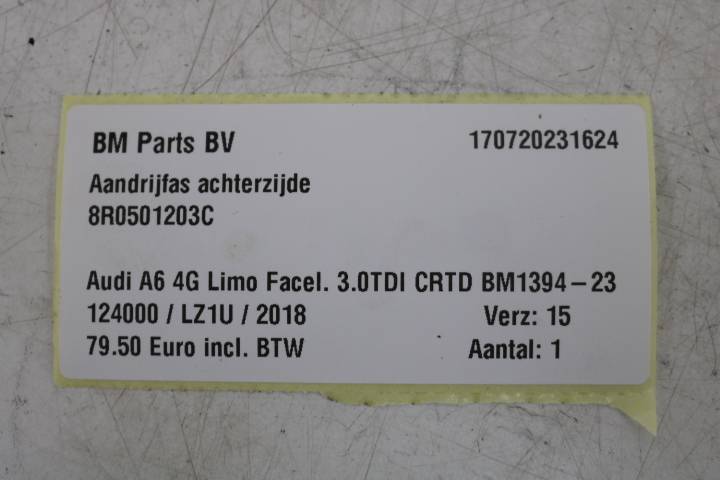 BM Parts BV 170720231624
Aandrijfas achterzijde
8R0501203C
Audi A6 4G Limo Facel. 3.0TDI CRTD BM1394-23
124000 / LZ1U / 2018 Verz: 15
79.50 Euro incl. BTW Aantal: 1